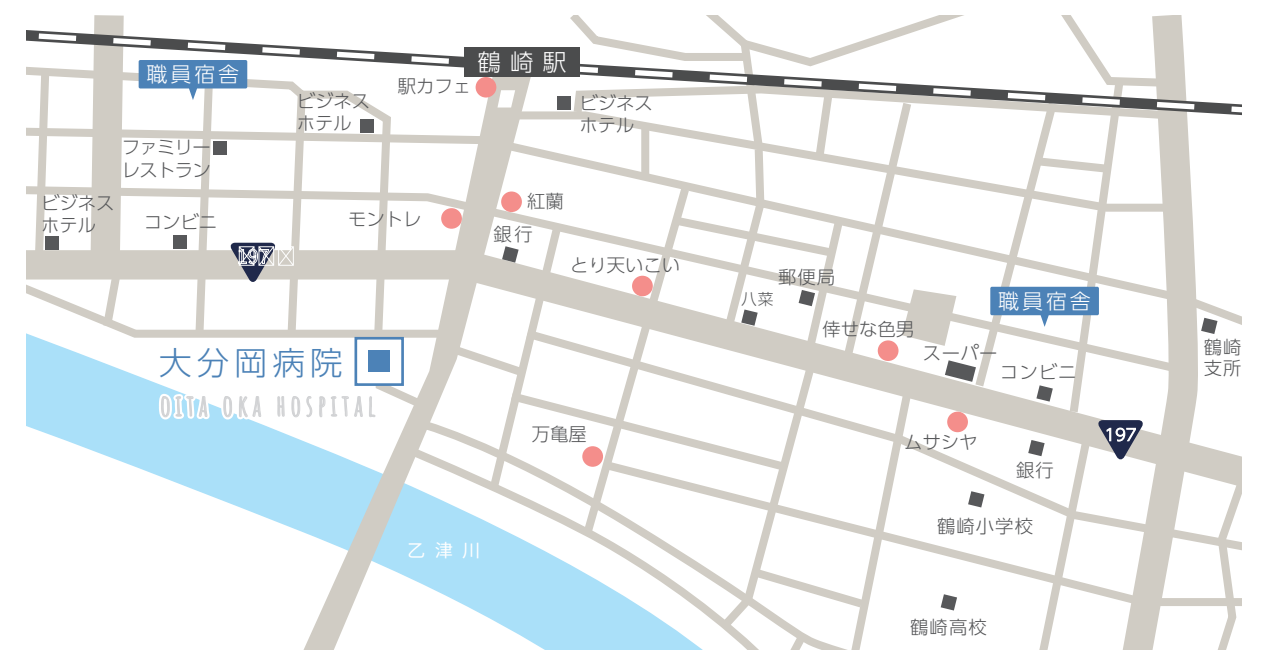 鶴崎駅
職員宿舎
駅カフェ
ビジネス
ホテル
ビジネス
ホテル
ファミリー
レストラン
ビジネス
ホテル
コンビニ
モントレ
紅蘭
銀行
197
とり天いこい
郵便局
八菜
職員宿舎
倖せな色男
スーパー
コンビニ
鶴崎
支所
大分岡病院
OITA OKA HOSPITAL
万亀屋
ムサシヤ
197
銀行
鶴崎小学校
乙津川
鶴崎高校